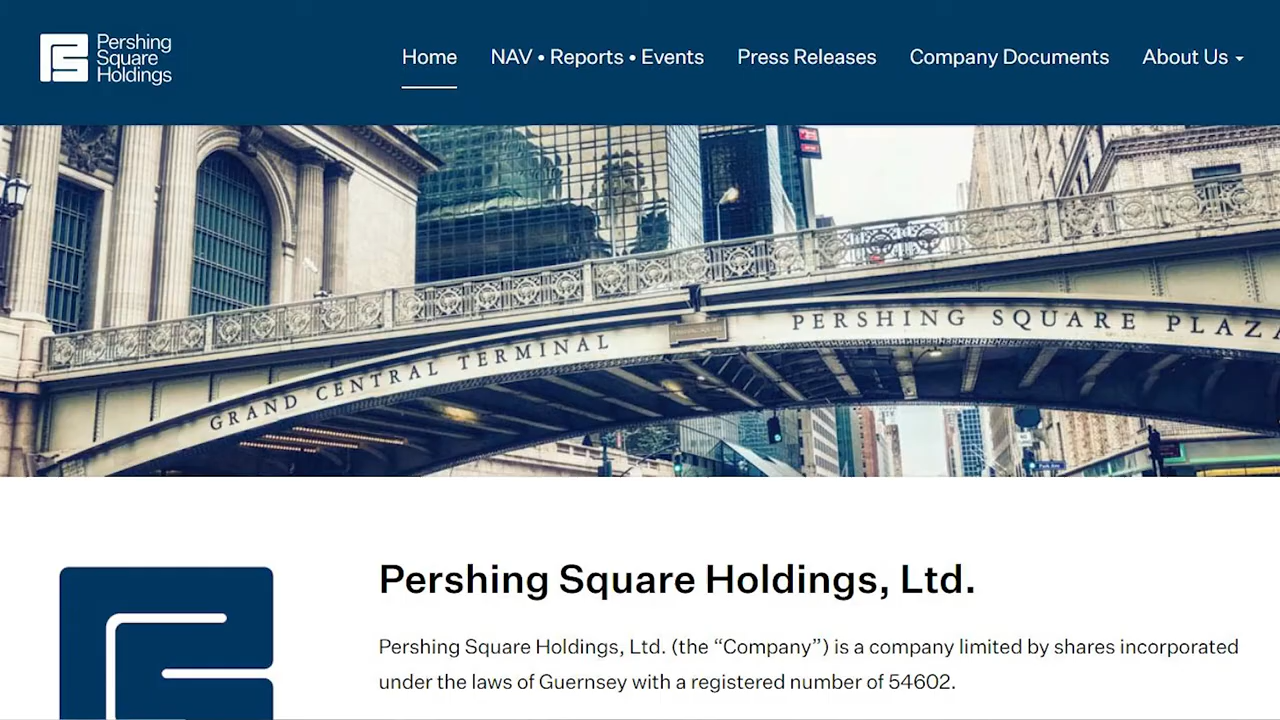 Pershing
Square
Holdings
Home
NAV • Reports • Events
Press Releases
Company Documents
About Us
GRAND CENTRAL TERMINAL
PERSHING SQUARE PLAZA
Pershing Square Holdings, Ltd.
Pershing Square Holdings, Ltd. (the “Company”) is a company limited by shares incorporated
under the laws of Guernsey with a registered number of 54602.